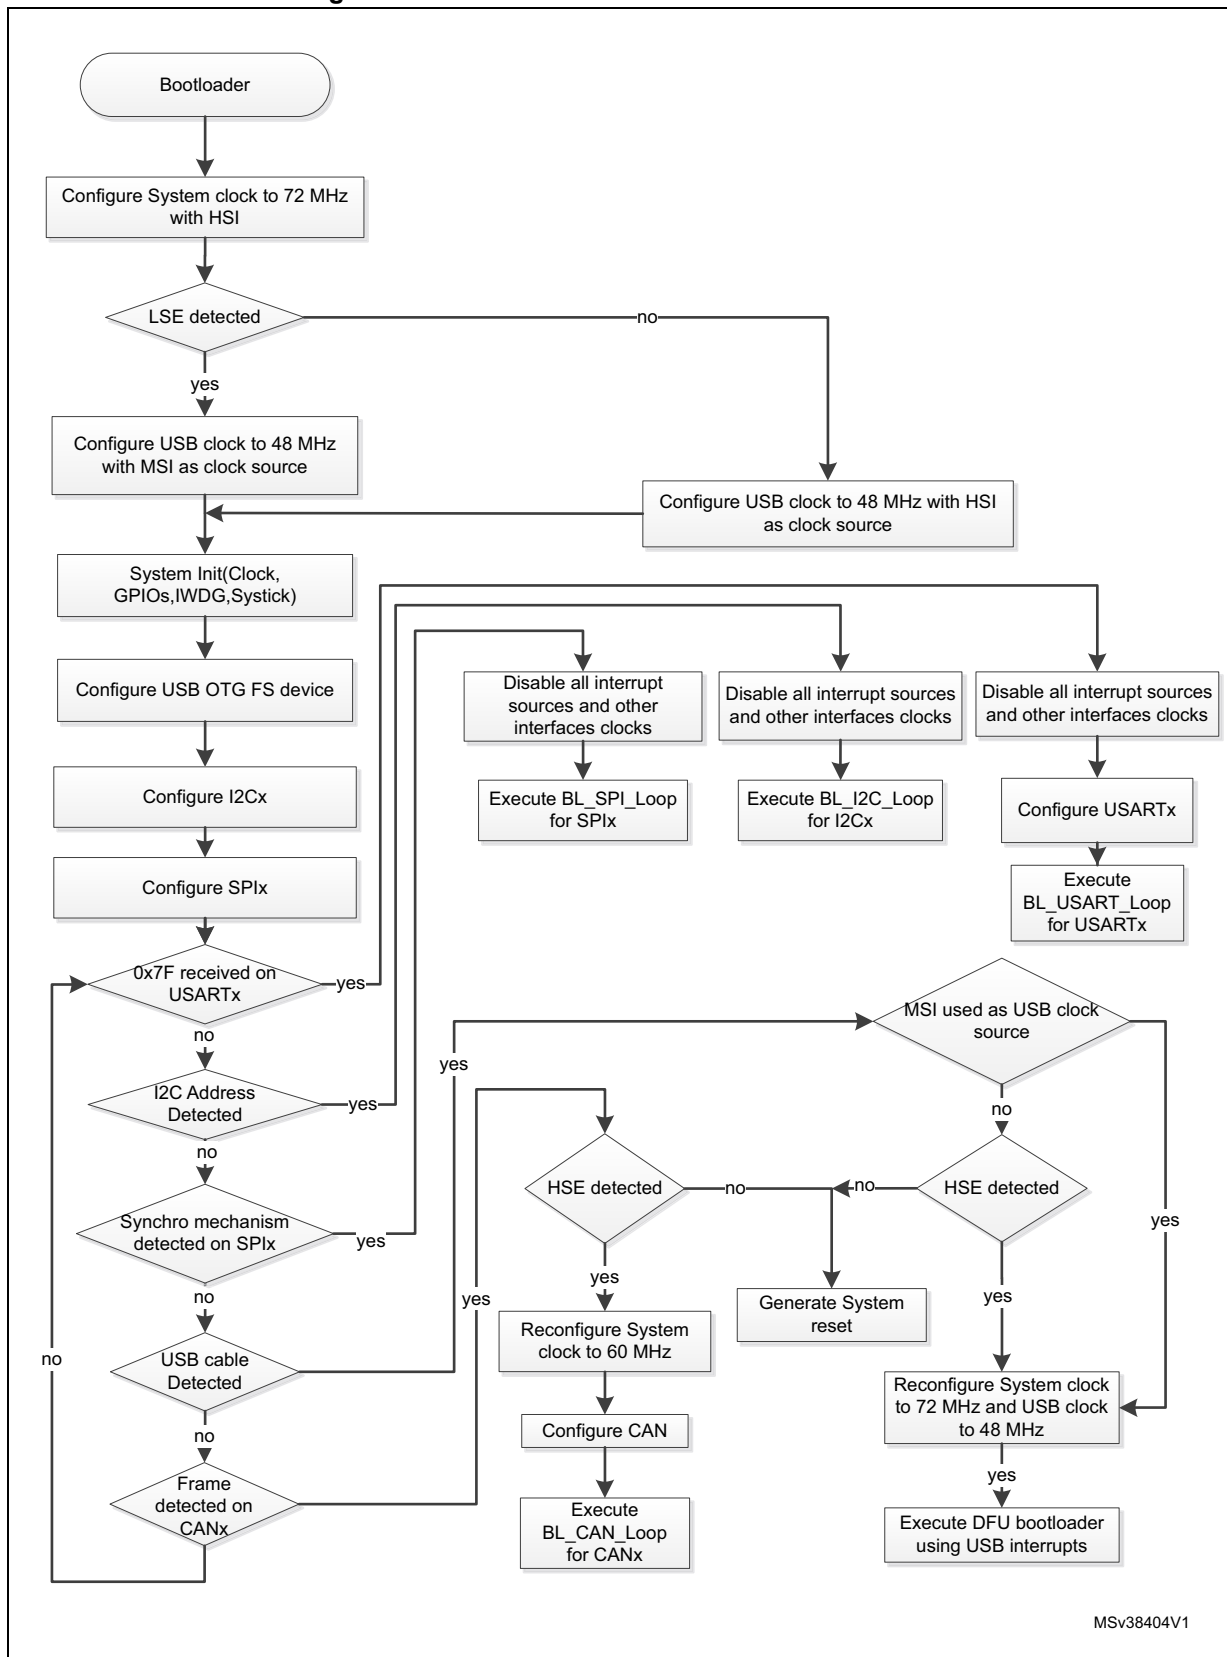 Bootloader
Configure System clock to 72 MHz
with HSI
LSE detected
no
yes
Configure USB clock to 48 MHz
with MSI as clock source
Configure USB clock to 48 MHz with HSI
as clock source
System Init(Clock,
GPIOs,IWDG,Systick)
Configure USB OTG FS device
Disable all interrupt
sources and other
interfaces clocks
Disable all interrupt sources
and other interfaces clocks
Disable all interrupt sources
and other interfaces clocks
Configure I2Cx
Execute BL_SPI_Loop
for SPIx
Execute BL_I2C_Loop
for I2Cx
Configure USARTx
Configure SPIx
Execute
BL_USART_Loop
for USARTx
0x7F received on
USARTx
yes
no
MSI used as USB clock
source
yes
I2C Address
Detected
yes
no
no
HSE detected
no
no
HSE detected
Synchro mechanism
detected on SPIx
yes
yes
no
yes
yes
yes
Generate System
reset
Reconfigure System
clock to 60 MHz
no
USB cable
Detected
Reconfigure System clock
to 72 MHz and USB clock
to 48 MHz
no
Configure CAN
yes
Frame
detected on
CANx
Execute
BL_CAN_Loop
for CANx
Execute DFU bootloader
using USB interrupts
MSv38404V1